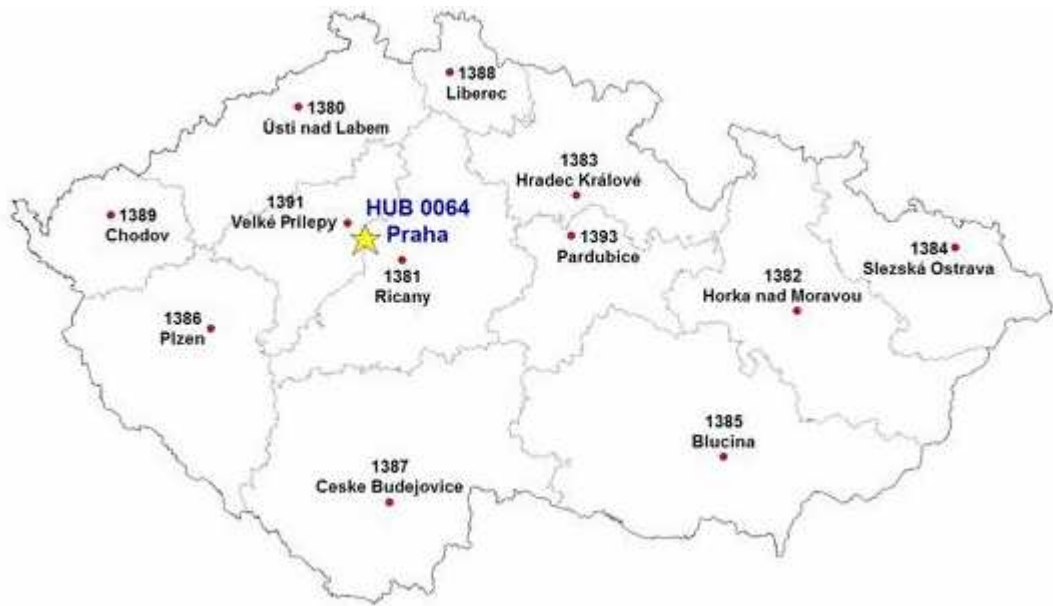 1388
Liberec
1380
Üsti nad Labem
1383
Hradec Králové
1391
Velké Prilepy
HUB 0064
Praha
1389
Chodov
1393
Pardubice
1384
Slezská Ostrava
1381
Ricany
1382
Horka nad Moravou
1386
Plzen
1385
Blucina
1387
Ceske Budejovice